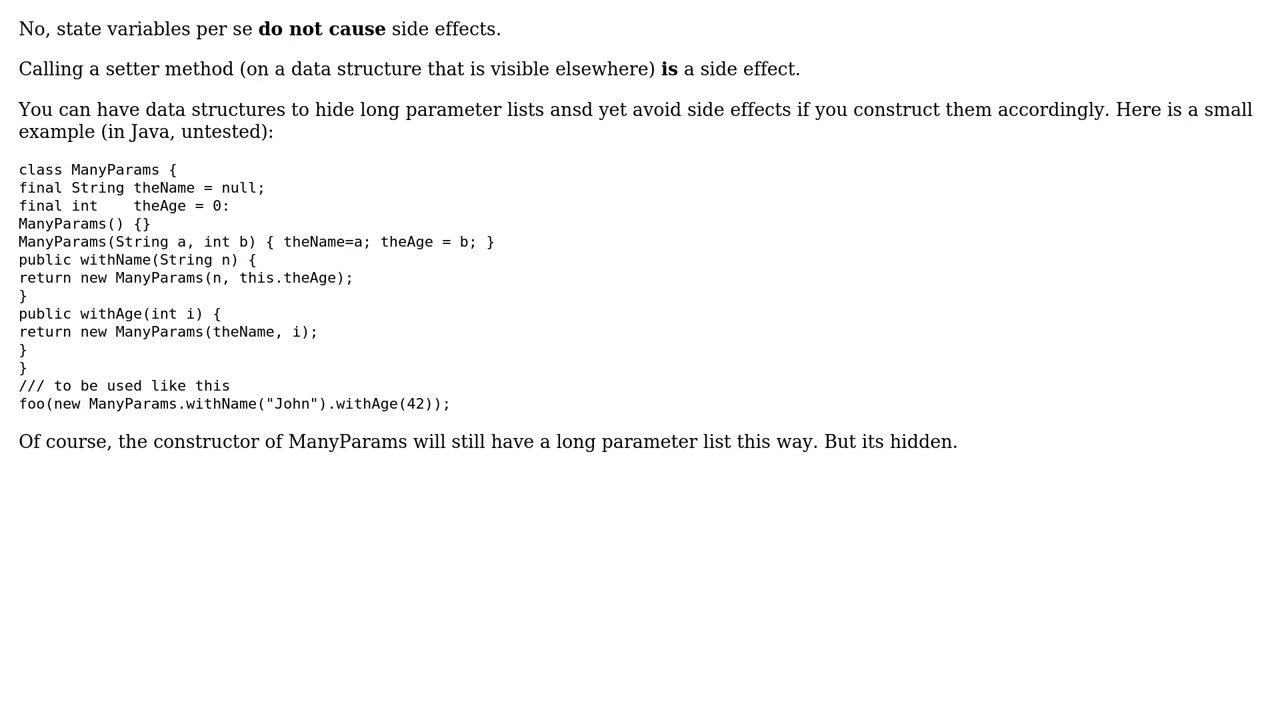 No, state variables per se do not cause side effects.
Calling a setter method (on a data structure that is visible elsewhere) is a side effect.
You can have data structures to hide long parameter lists ansd yet avoid side effects if you construct them accordingly. Here is a small
example (in Java, untested):
class ManyParams {
final String theName = null;
final int    theAge = 0:
ManyParams() {}
ManyParams(String a, int b) { theName=a; theAge = b; }
public withName(String n) {
return new ManyParams(n, this.theAge);
}
public withAge(int i) {
return new ManyParams(theName, i);
}
}
/// to be used like this
foo(new ManyParams.withName("John").withAge(42));
Of course, the constructor of ManyParams will still have a long parameter list this way. But its hidden.